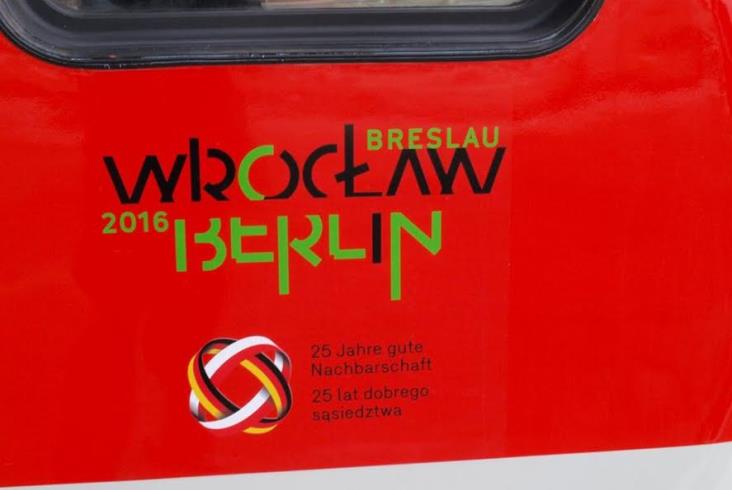 BRESLAU
WROCŁAW
2016 BERLIN
25 Jahre gute
Nachbarschaft
25 lat dobrego
sąsiedztwa